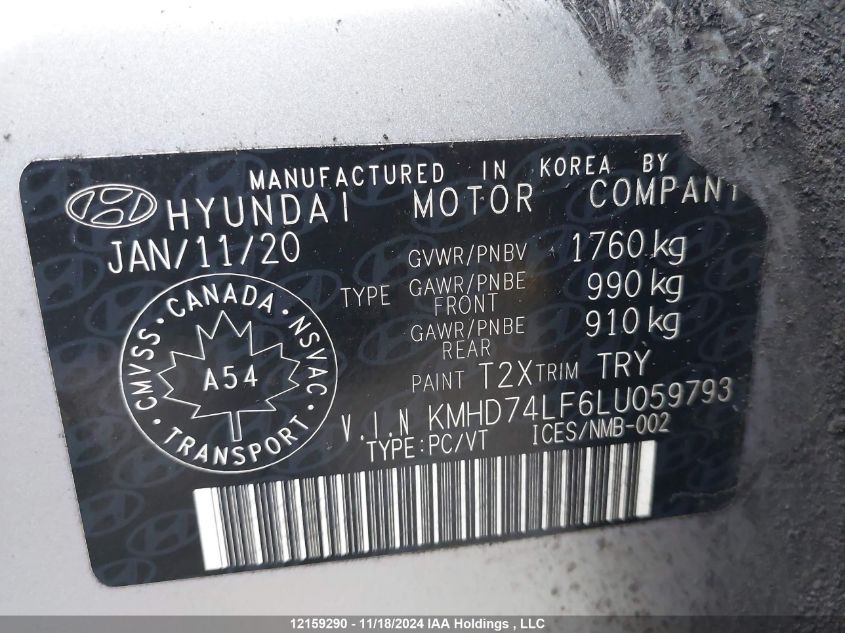 MANUFACTURED IN KOREA BY
HYUNDAI MOTOR COMPANY
JAN/11/20
GVWR/PNBV 1760 kg
TYPE GAWR/PNBE FRONT 990 kg
GAWR/PNBE REAR 910 kg
PAINT T2X TRIM TRY
V.I.N KMHD74LF6LU059793
TYPE:PC/VT ICES/NMB-002
CMVSS · CANADA · NSVAC · TRANSPORT ·
A54
12159290 - 11/18/2024 IAA Holdings , LLC